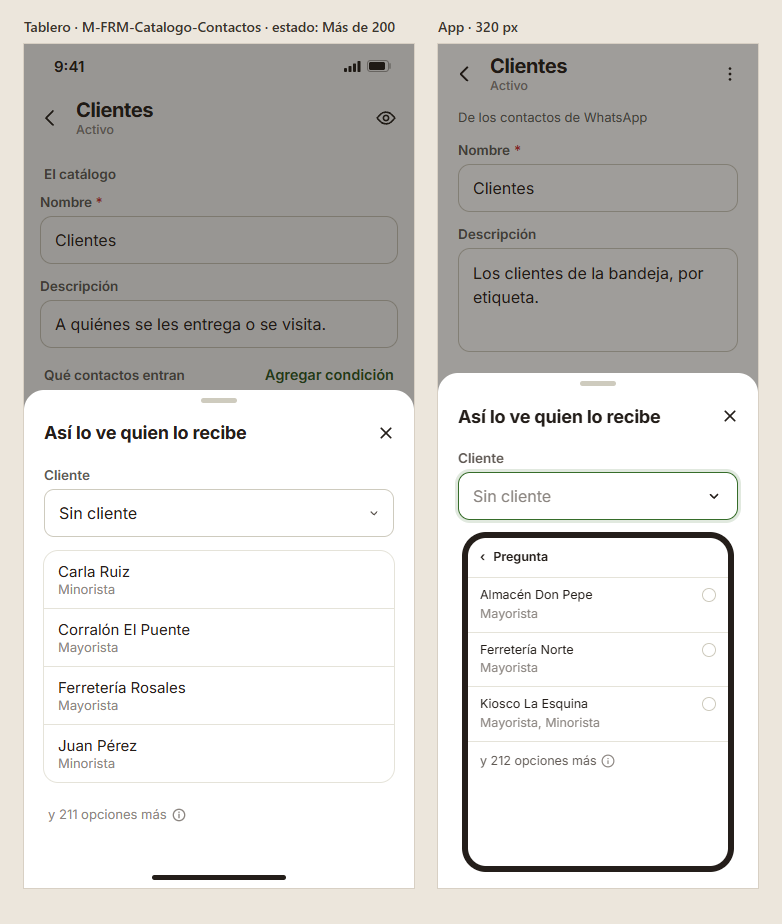 Tablero · M-FRM-Catalogo-Contactos · estado: Más de 200
9:41
Clientes
Activo
El catálogo
Nombre *
Clientes
Descripción
A quiénes se les entrega o se visita.
Qué contactos entran
Agregar condición
Así lo ve quien lo recibe
Cliente
Sin cliente
Carla Ruiz
Minorista
Corralón El Puente
Mayorista
Ferretería Rosales
Mayorista
Juan Pérez
Minorista
y 211 opciones más
App · 320 px
Clientes
Activo
De los contactos de WhatsApp
Nombre *
Clientes
Descripción
Los clientes de la bandeja, por
etiqueta.
Así lo ve quien lo recibe
Cliente
Sin cliente
Pregunta
Almacén Don Pepe
Mayorista
Ferretería Norte
Mayorista
Kiosco La Esquina
Mayorista, Minorista
y 212 opciones más